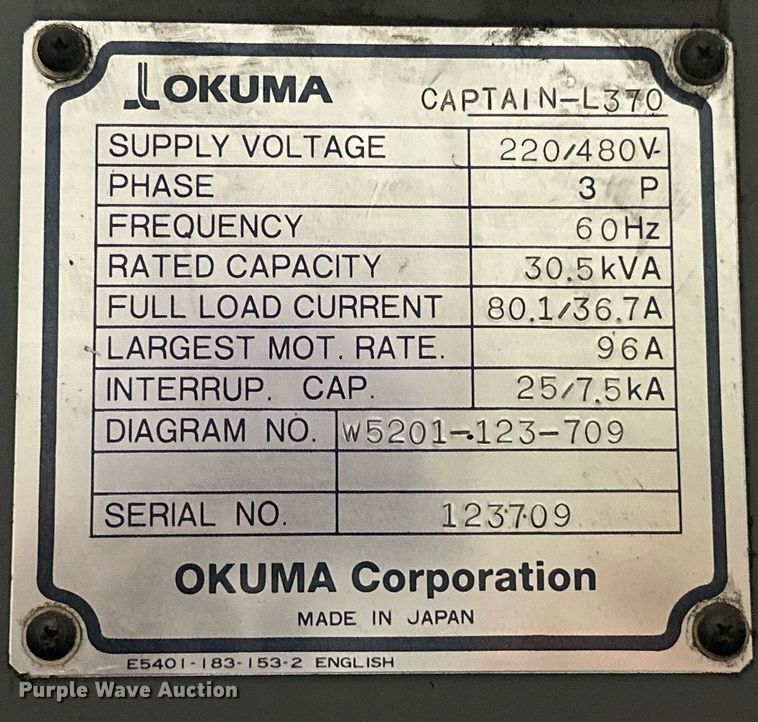 OKUMA CAPTAIN-L370
SUPPLY VOLTAGE 220/480V
PHASE 3 P
FREQUENCY 60Hz
RATED CAPACITY 30.5kVA
FULL LOAD CURRENT 80.1/36.7A
LARGEST MOT. RATE. 96A
INTERRUP. CAP. 25/7.5kA
DIAGRAM NO. W5201-123-709
SERIAL NO. 123709
OKUMA Corporation
MADE IN JAPAN
E5401-183-153-2 ENGLISH
Purple Wave Auction